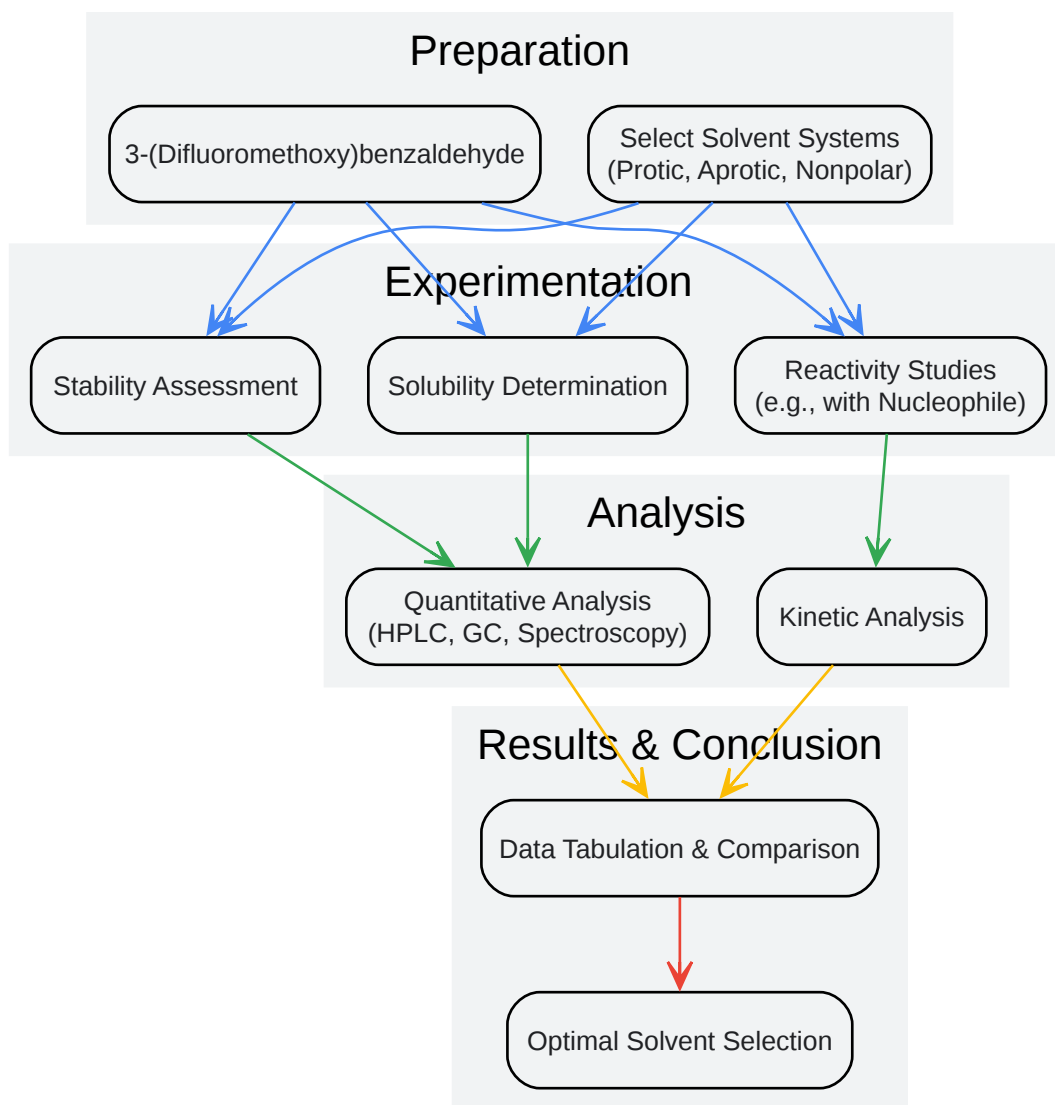 Preparation
3-(Difluoromethoxy)benzaldehyde
Select Solvent Systems
(Protic, Aprotic, Nonpolar)
Experimentation
Stability Assessment
Solubility Determination
Reactivity Studies
(e.g., with Nucleophile)
Analysis
Quantitative Analysis
(HPLC, GC, Spectroscopy)
Kinetic Analysis
Results & Conclusion
Data Tabulation & Comparison
Optimal Solvent Selection